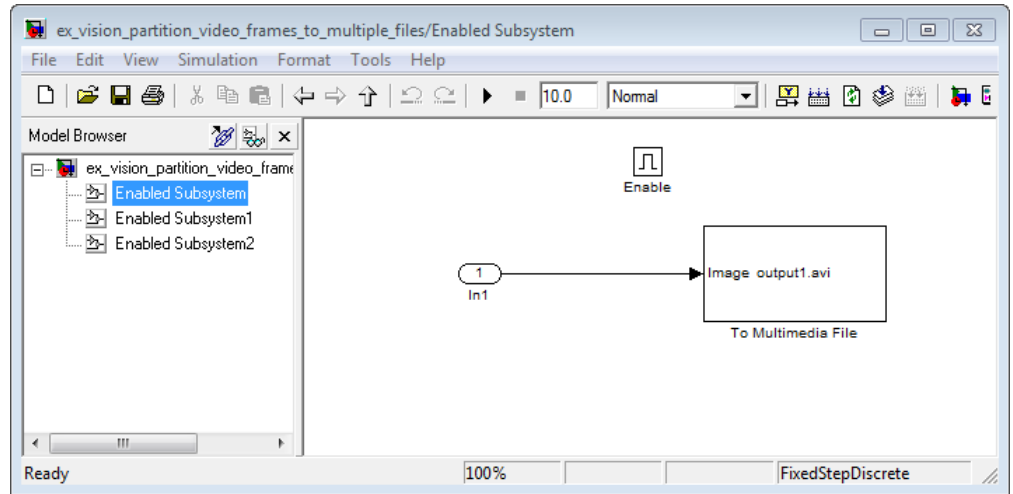 ex_vision_partition_video_frames_to_multiple_files/Enabled Subsystem
File Edit View Simulation Format Tools Help
10.0 Normal
Model Browser
ex_vision_partition_video_frame
Enabled Subsystem
Enabled Subsystem1
Enabled Subsystem2
Enable
1
In1
Image output1.avi
To Multimedia File
Ready 100% FixedStepDiscrete